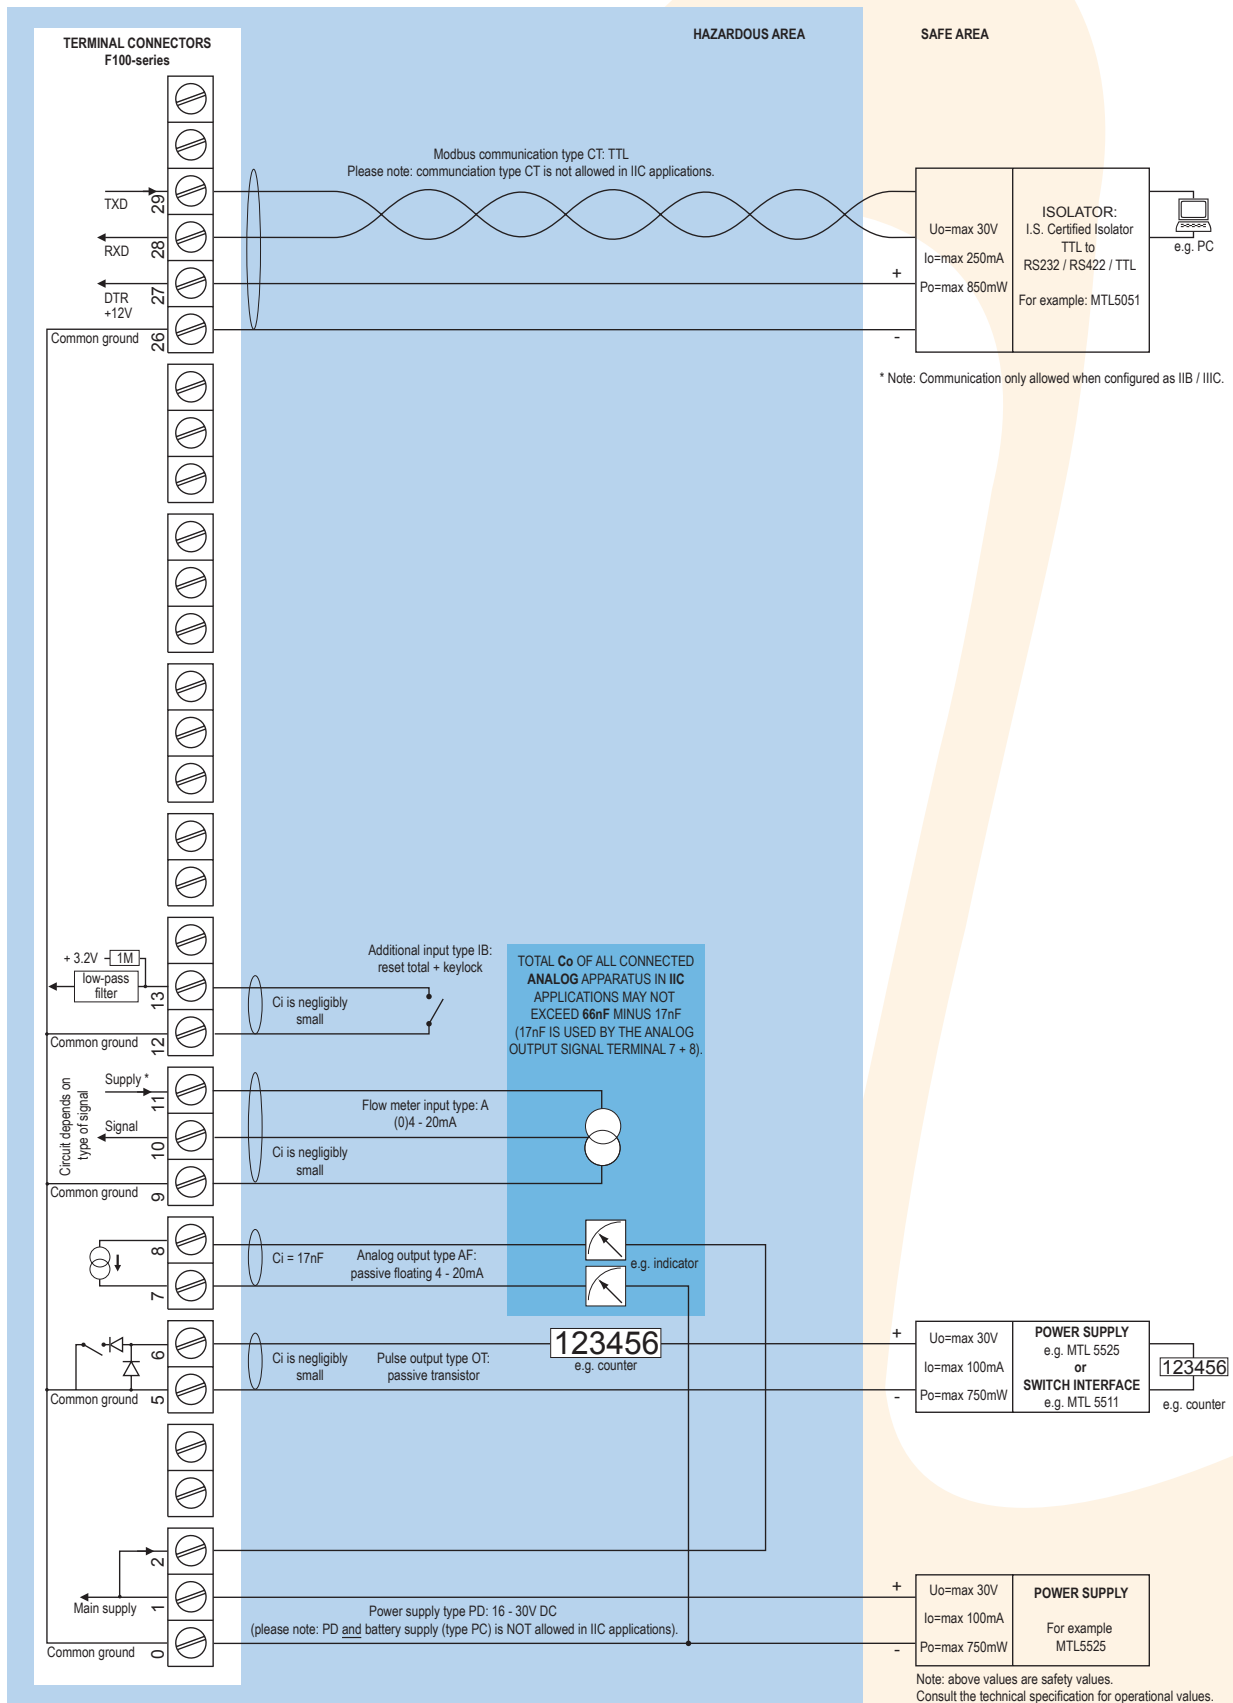 HAZARDOUS AREA
SAFE AREA
TERMINAL CONNECTORS
F100-series
Modbus communication type CT: TTL
Please note: communciation type CT is not allowed in IIC applications.
TXD
29
RXD
28
DTR
+12V
27
Common ground
26
+
-
Uo=max 30V
Io=max 250mA
Po=max 850mW
ISOLATOR:
I.S. Certified Isolator
TTL to
RS232 / RS422 / TTL
For example: MTL5051
e.g. PC
* Note: Communication only allowed when configured as IIB / IIIC.
+ 3.2V
1M
low-pass
filter
13
Common ground
12
Additional input type IB:
reset total + keylock
Ci is negligibly
small
TOTAL Co OF ALL CONNECTED
ANALOG APPARATUS IN IIC
APPLICATIONS MAY NOT
EXCEED 66nF MINUS 17nF
(17nF IS USED BY THE ANALOG
OUTPUT SIGNAL TERMINAL 7 + 8).
Circuit depends on
type of signal
Supply *
11
Signal
10
Common ground
9
Flow meter input type: A
(0)4 - 20mA
Ci is negligibly
small
8
7
Ci = 17nF
Analog output type AF:
passive floating 4 - 20mA
e.g. indicator
6
Common ground
5
Ci is negligibly
small
Pulse output type OT:
passive transistor
123456
e.g. counter
+
-
Uo=max 30V
Io=max 100mA
Po=max 750mW
POWER SUPPLY
e.g. MTL 5525
or
SWITCH INTERFACE
e.g. MTL 5511
123456
e.g. counter
2
Main supply
1
Common ground
0
Power supply type PD: 16 - 30V DC
(please note: PD and battery supply (type PC) is NOT allowed in IIC applications).
+
-
Uo=max 30V
Io=max 100mA
Po=max 750mW
POWER SUPPLY
For example
MTL5525
Note: above values are safety values.
Consult the technical specification for operational values.